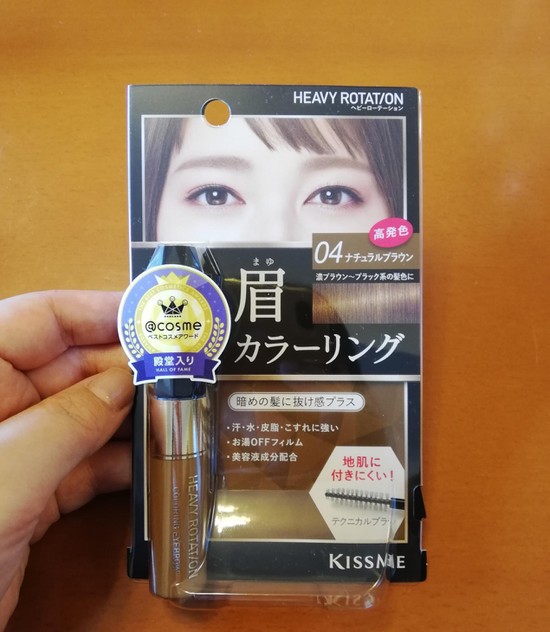 HEAVY ROTATION
ヘビーローテーション
高発色
04 ナチュラルブラウン
濃ブラウン〜ブラック系の髪色に
まゆ
眉
カラーリング
@cosme
ベストコスメアワード
殿堂入り
HALL OF FAME
暗めの髪に抜け感プラス
・汗・水・皮脂・こすれに強い
・お湯OFFフィルム
・美容液成分配合
地肌に
付きにくい!
テクニカルブラシ
HEAVY ROTATION
COLORING EYEBROW
KISSME